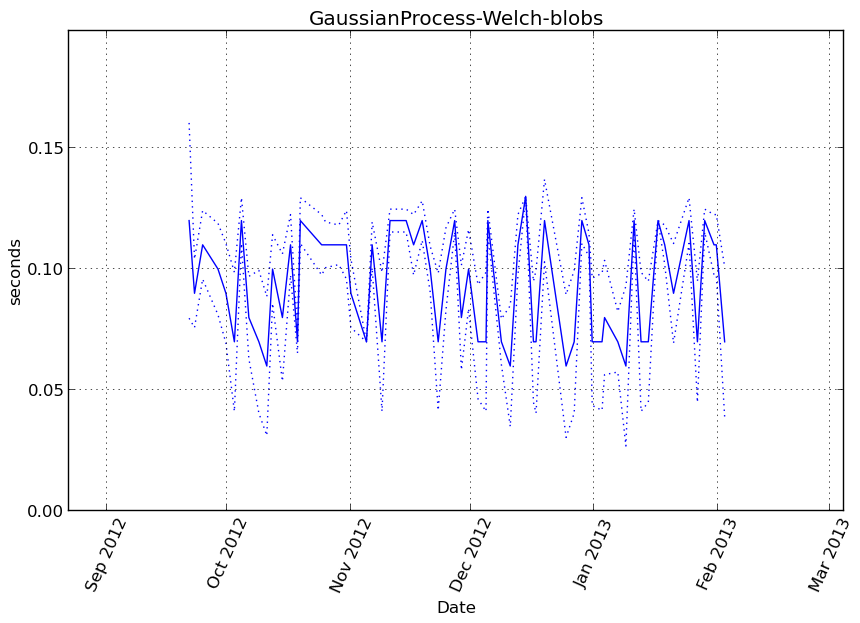 GaussianProcess-Welch-blobs
seconds
0.15
0.10
0.05
0.00
Sep 2012
Oct 2012
Nov 2012
Dec 2012
Jan 2013
Feb 2013
Mar 2013
Date